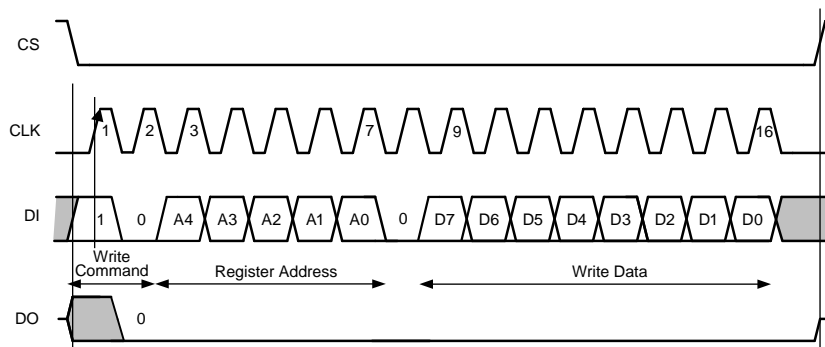 CS
CLK 1 2 3 7 9 16
DI 1 0 A4 A3 A2 A1 A0 0 D7 D6 D5 D4 D3 D2 D1 D0
Write
Command Register Address Write Data
DO 0